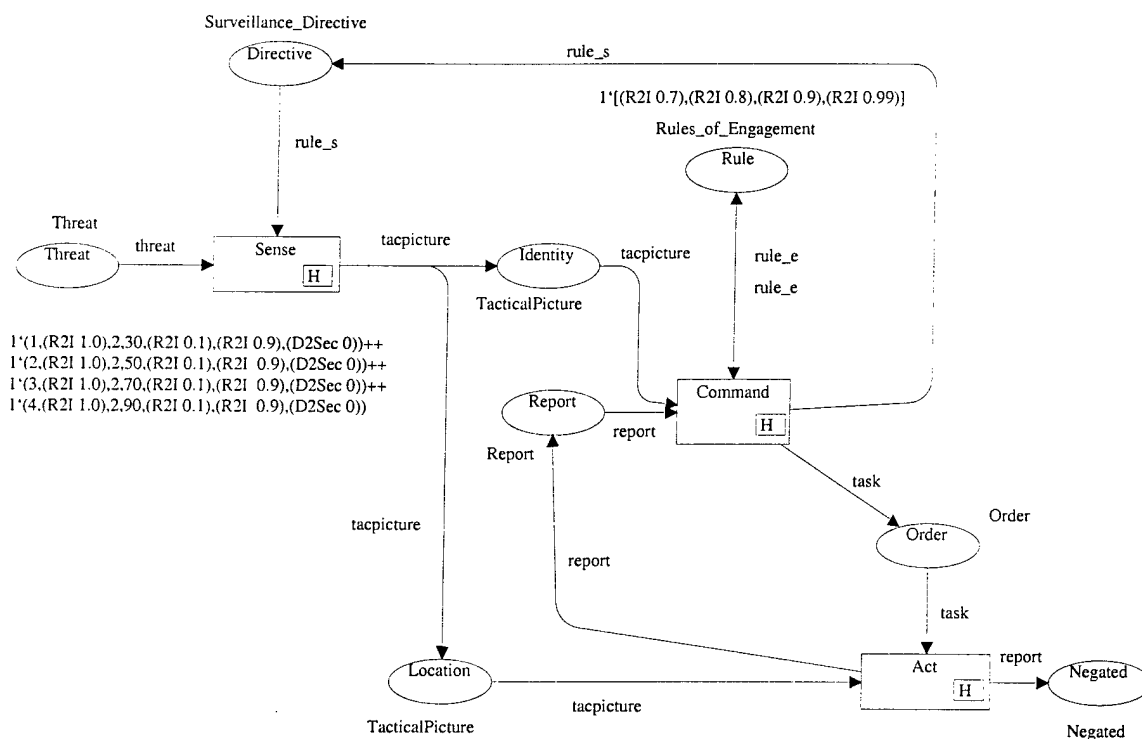 Surveillance_Directive
Directive
rule_s
1‘[(R2I 0.7),(R2I 0.8),(R2I 0.9),(R2I 0.99)]
Rules_of_Engagement
Rule
rule_s
Threat
Threat
threat
Sense
H
tacpicture
Identity
tacpicture
TacticalPicture
rule_e
rule_e
1‘(1,(R2I 1.0),2,30,(R2I 0.1),(R2I 0.9),(D2Sec 0))++
1‘(2,(R2I 1.0),2,50,(R2I 0.1),(R2I 0.9),(D2Sec 0))++
1‘(3,(R2I 1.0),2,70,(R2I 0.1),(R2I 0.9),(D2Sec 0))++
1‘(4,(R2I 1.0),2,90,(R2I 0.1),(R2I 0.9),(D2Sec 0))
Report
report
Report
Command
H
task
Order
Order
tacpicture
report
task
Location
tacpicture
TacticalPicture
Act
H
report
Negated
Negated